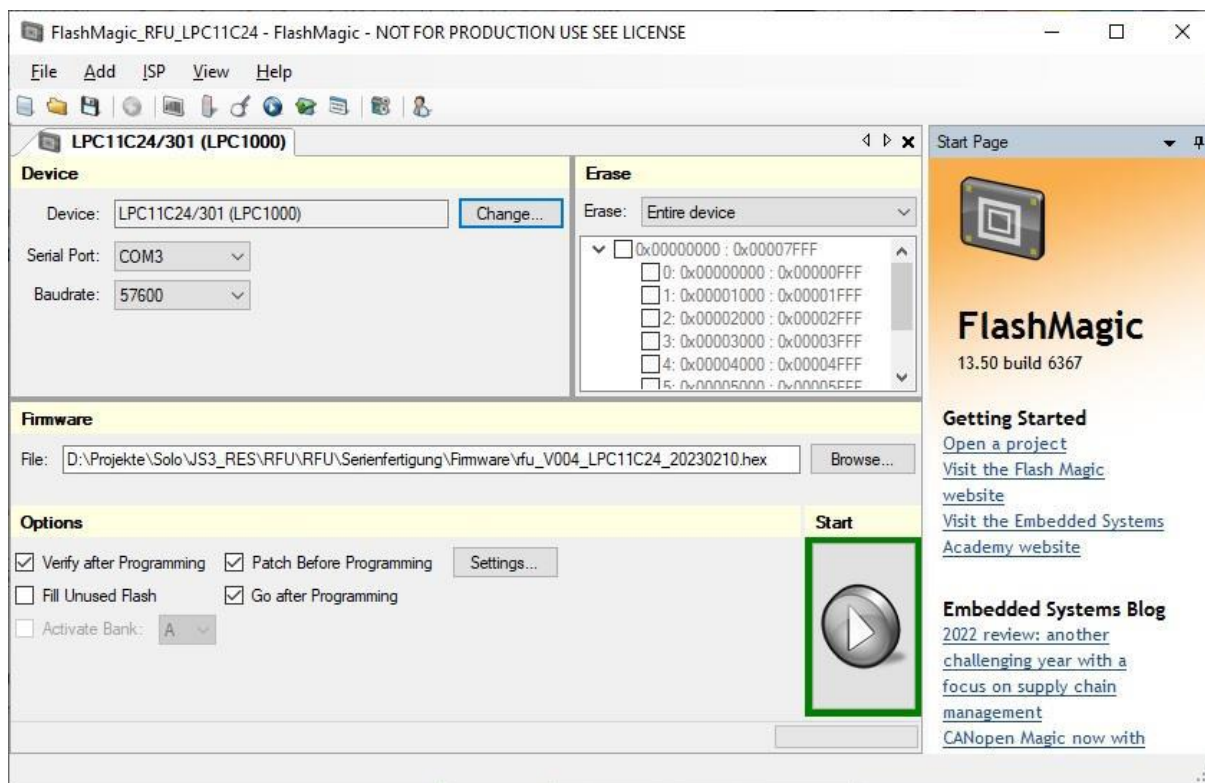 FlashMagic_RFU_LPC11C24 - FlashMagic - NOT FOR PRODUCTION USE SEE LICENSE
File Add ISP View Help
LPC11C24/301 (LPC1000)
Device
Device: LPC11C24/301 (LPC1000) Change...
Serial Port: COM3
Baudrate: 57600
Erase
Erase: Entire device
0x00000000 : 0x00007FFF
0: 0x00000000 : 0x00000FFF
1: 0x00001000 : 0x00001FFF
2: 0x00002000 : 0x00002FFF
3: 0x00003000 : 0x00003FFF
4: 0x00004000 : 0x00004FFF
5: 0x00005000 : 0x00005FFF
Firmware
File: D:\Projekte\Solo\JS3_RES\RFU\RFU\Serienfertigung\Firmware\rfu_V004_LPC11C24_20230210.hex Browse...
Options
Verify after Programming Patch Before Programming Settings...
Fill Unused Flash Go after Programming
Activate Bank: A
Start
Start Page
FlashMagic
13.50 build 6367
Getting Started
Open a project
Visit the Flash Magic
website
Visit the Embedded Systems
Academy website
Embedded Systems Blog
2022 review: another
challenging year with a
focus on supply chain
management
CANopen Magic now with